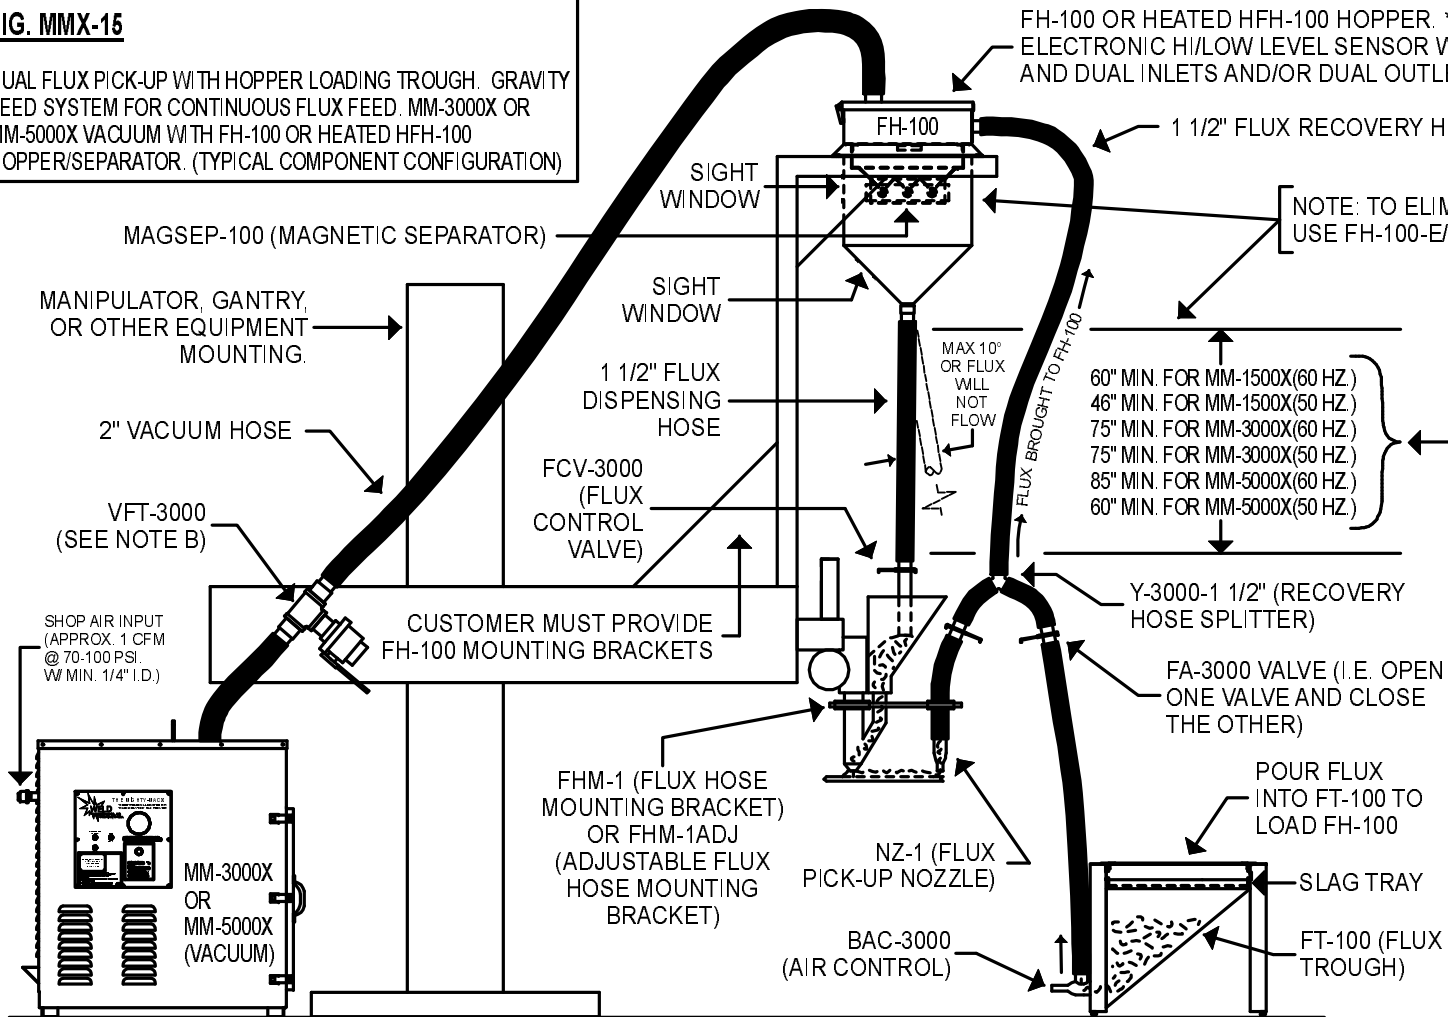 IG. MMX-15
UAL FLUX PICK-UP WITH HOPPER LOADING TROUGH. GRAVITY
EED SYSTEM FOR CONTINUOUS FLUX FEED. MM-3000X OR
MM-5000X VACUUM WITH FH-100 OR HEATED HFH-100
OPPER/SEPARATOR. (TYPICAL COMPONENT CONFIGURATION)
FH-100 OR HEATED HFH-100 HOPPER. *
ELECTRONIC HI/LOW LEVEL SENSOR W
AND DUAL INLETS AND/OR DUAL OUTLE
FH-100
1 1/2" FLUX RECOVERY H
SIGHT
WINDOW
NOTE: TO ELIM
USE FH-100-E/
MAGSEP-100 (MAGNETIC SEPARATOR)
SIGHT
WINDOW
MANIPULATOR, GANTRY,
OR OTHER EQUIPMENT
MOUNTING.
1 1/2" FLUX
DISPENSING
HOSE
MAX 10°
OR FLUX
WILL
NOT
FLOW
FLUX BROUGHT TO FH-100
60" MIN. FOR MM-1500X(60 HZ.)
46" MIN. FOR MM-1500X(50 HZ.)
75" MIN. FOR MM-3000X(60 HZ.)
75" MIN. FOR MM-3000X(50 HZ.)
85" MIN. FOR MM-5000X(60 HZ.)
60" MIN. FOR MM-5000X(50 HZ.)
2" VACUUM HOSE
FCV-3000
(FLUX
CONTROL
VALVE)
VFT-3000
(SEE NOTE B)
SHOP AIR INPUT
(APPROX. 1 CFM
@ 70-100 PSI.
W/ MIN. 1/4" I.D.)
CUSTOMER MUST PROVIDE
FH-100 MOUNTING BRACKETS
Y-3000-1 1/2" (RECOVERY
HOSE SPLITTER)
FA-3000 VALVE (I.E. OPEN
ONE VALVE AND CLOSE
THE OTHER)
FHM-1 (FLUX HOSE
MOUNTING BRACKET)
OR FHM-1ADJ
(ADJUSTABLE FLUX
HOSE MOUNTING
BRACKET)
POUR FLUX
INTO FT-100 TO
LOAD FH-100
NZ-1 (FLUX
PICK-UP NOZZLE)
SLAG TRAY
MM-3000X
OR
MM-5000X
(VACUUM)
BAC-3000
(AIR CONTROL)
FT-100 (FLUX
TROUGH)